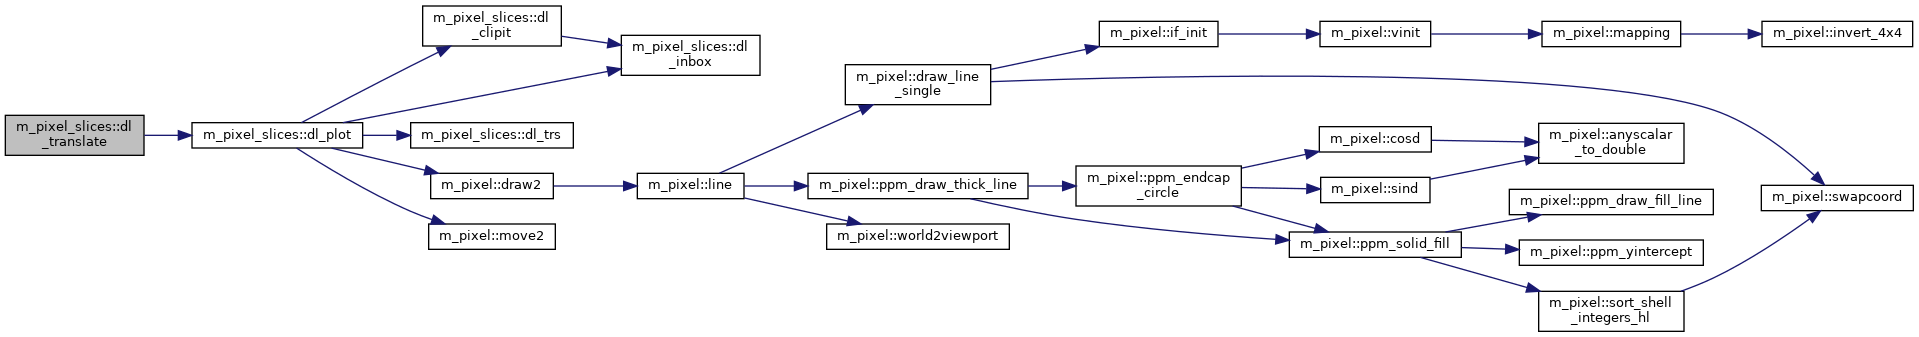 m_pixel_slices::dl
_translate
m_pixel_slices::dl_plot
m_pixel_slices::dl
_clipit
m_pixel_slices::dl
_inbox
m_pixel_slices::dl_trs
m_pixel::draw2
m_pixel::move2
m_pixel::line
m_pixel::draw_line
_single
m_pixel::ppm_draw_thick_line
m_pixel::world2viewport
m_pixel::if_init
m_pixel::vinit
m_pixel::mapping
m_pixel::invert_4x4
m_pixel::ppm_endcap
_circle
m_pixel::cosd
m_pixel::sind
m_pixel::anyscalar
_to_double
m_pixel::ppm_solid_fill
m_pixel::ppm_draw_fill_line
m_pixel::ppm_yintercept
m_pixel::sort_shell
_integers_hl
m_pixel::swapcoord